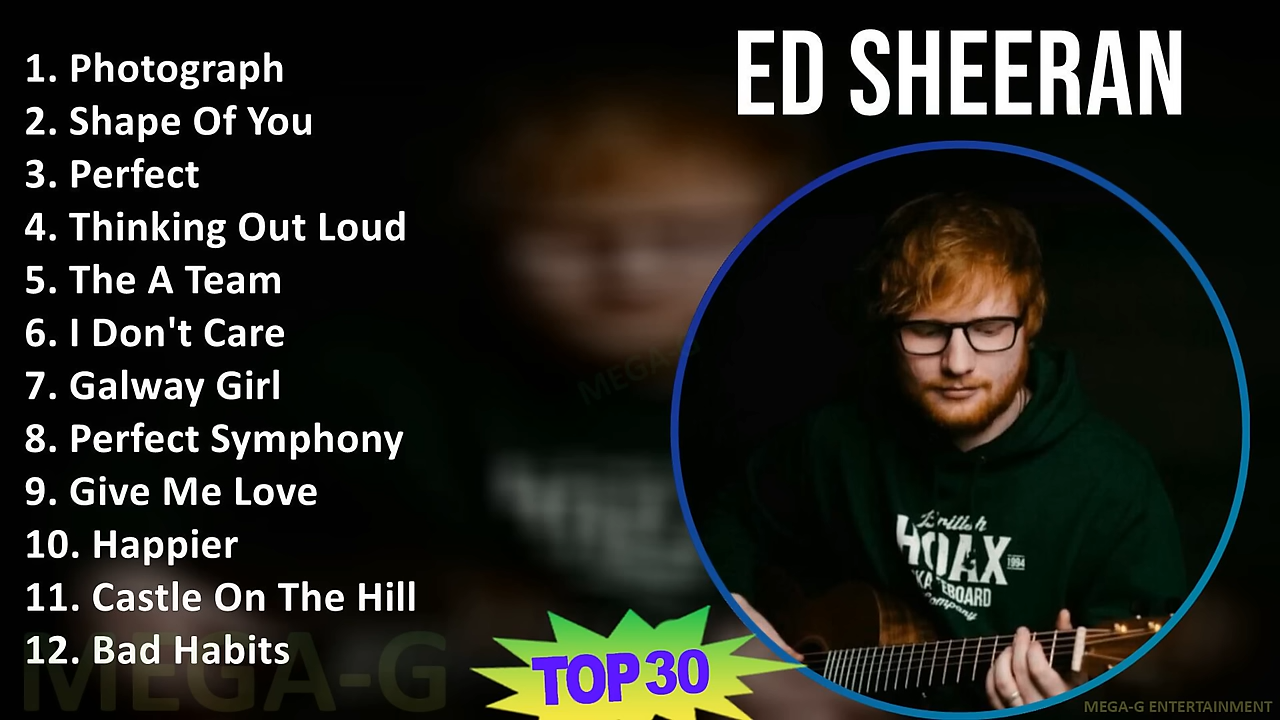 ED SHEERAN
1. Photograph
2. Shape Of You
3. Perfect
4. Thinking Out Loud
5. The A Team
6. I Don't Care
7. Galway Girl
8. Perfect Symphony
9. Give Me Love
10. Happier
11. Castle On The Hill
12. Bad Habits
HOAX
1994
TOP 30
MEGA-G
MEGA-G ENTERTAINMENT